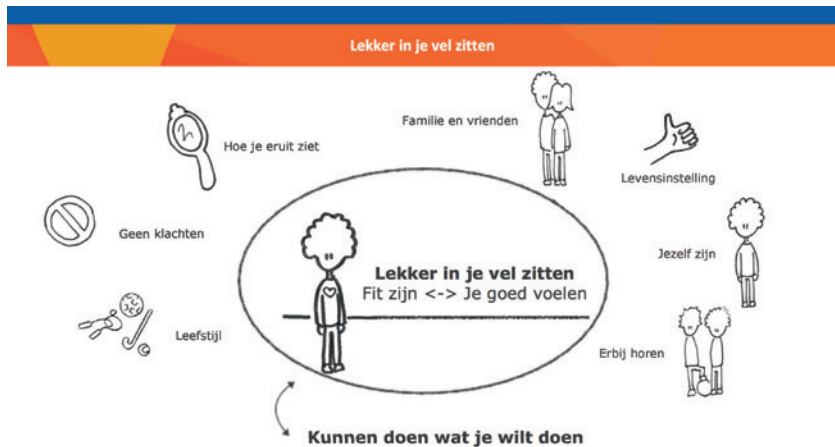 Lekker in je vel zitten
Familie en vrienden
Hoe je eruit ziet
Levensinstelling
Geen klachten
Jezelf zijn
Lekker in je vel zitten
Fit zijn <-> Je goed voelen
Leefstijl
Erbij horen
Kunnen doen wat je wilt doen